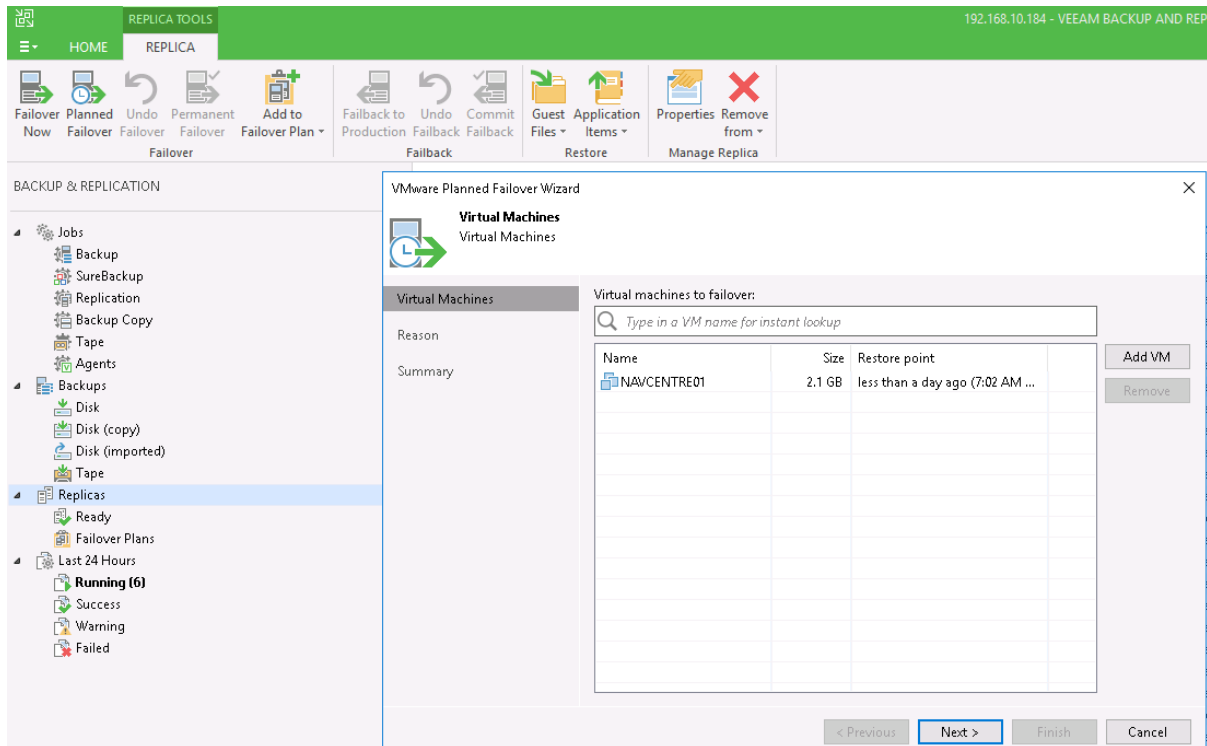 REPLICA TOOLS
192.168.10.184 - VEEAM BACKUP AND REP
HOME REPLICA
Failover Now
Planned Failover
Undo Failover
Permanent Failover
Add to Failover Plan
Failback to Production
Undo Failback
Commit Failback
Guest Files
Application Items
Properties
Remove from
Failover Failback Restore Manage Replica
BACKUP & REPLICATION
Jobs
Backup
SureBackup
Replication
Backup Copy
Tape
Agents
Backups
Disk
Disk (copy)
Disk (imported)
Tape
Replicas
Ready
Failover Plans
Last 24 Hours
Running (6)
Success
Warning
Failed
VMware Planned Failover Wizard
Virtual Machines
Virtual Machines
Virtual Machines
Reason
Summary
Virtual machines to failover:
Type in a VM name for instant lookup
Name Size Restore point
NAVCENTRE01 2.1 GB less than a day ago (7:02 AM ...
Add VM
Remove
< Previous Next > Finish Cancel